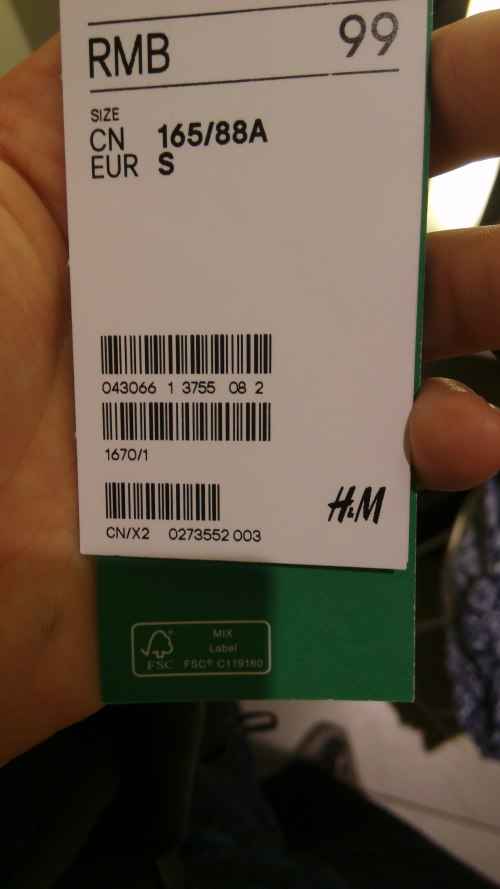 RMB 99
SIZE
CN 165/88A
EUR S
043066 1 3755 08 2
1670/1
CN/X2 0273552 003
H&M
MIX
Label
FSC® C119160
FSC